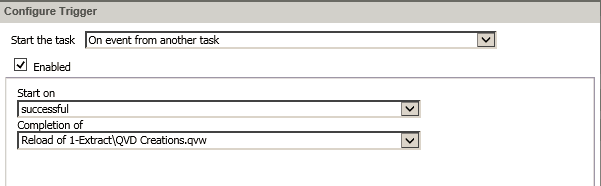 Configure Trigger
Start the task On event from another task
Enabled
Start on
successful
Completion of
Reload of 1-Extract\QVD Creations.qvw